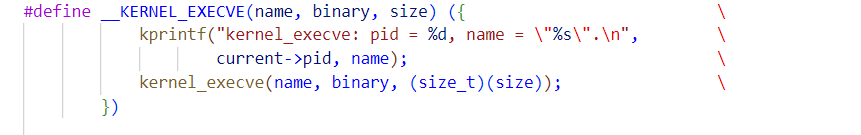 #define __KERNEL_EXECVE(name, binary, size) ({ \
kprintf("kernel_execve: pid = %d, name = \"%s\".\n", \
current->pid, name); \
kernel_execve(name, binary, (size_t)(size)); \
})